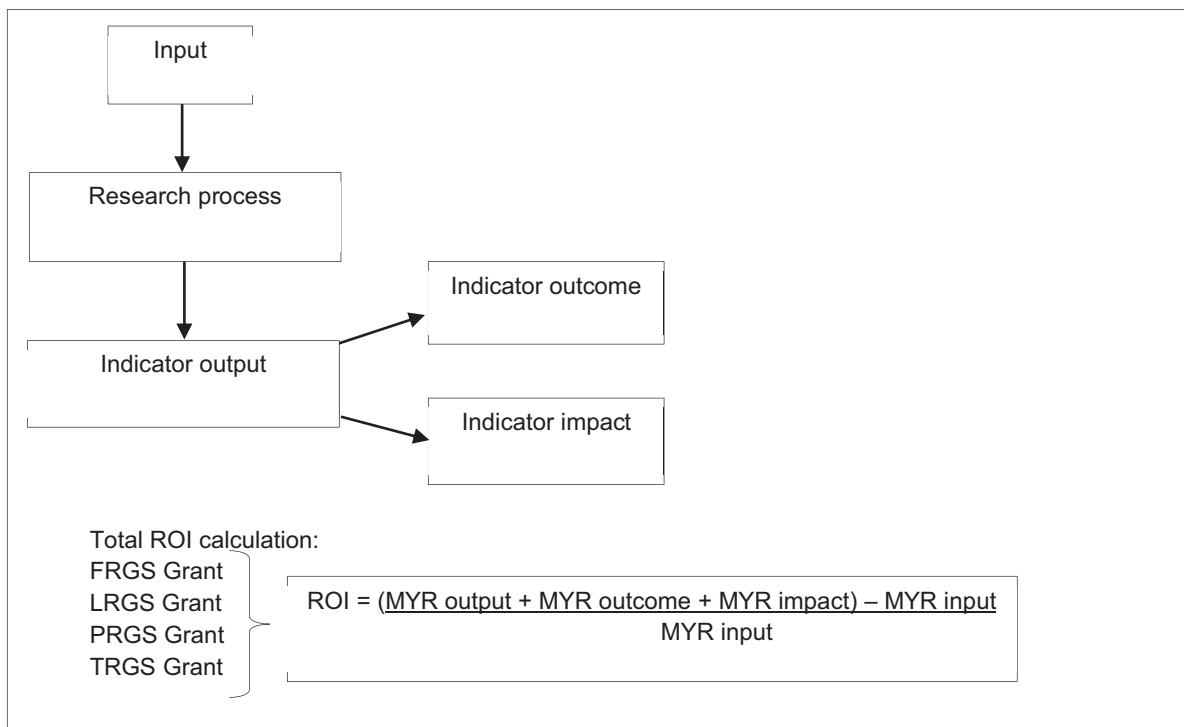 Input
Research process
Indicator outcome
Indicator output
Indicator impact
Total ROI calculation:
FRGS Grant
LRGS Grant
PRGS Grant
TRGS Grant
ROI = (MYR output + MYR outcome + MYR impact) – MYR input
MYR input